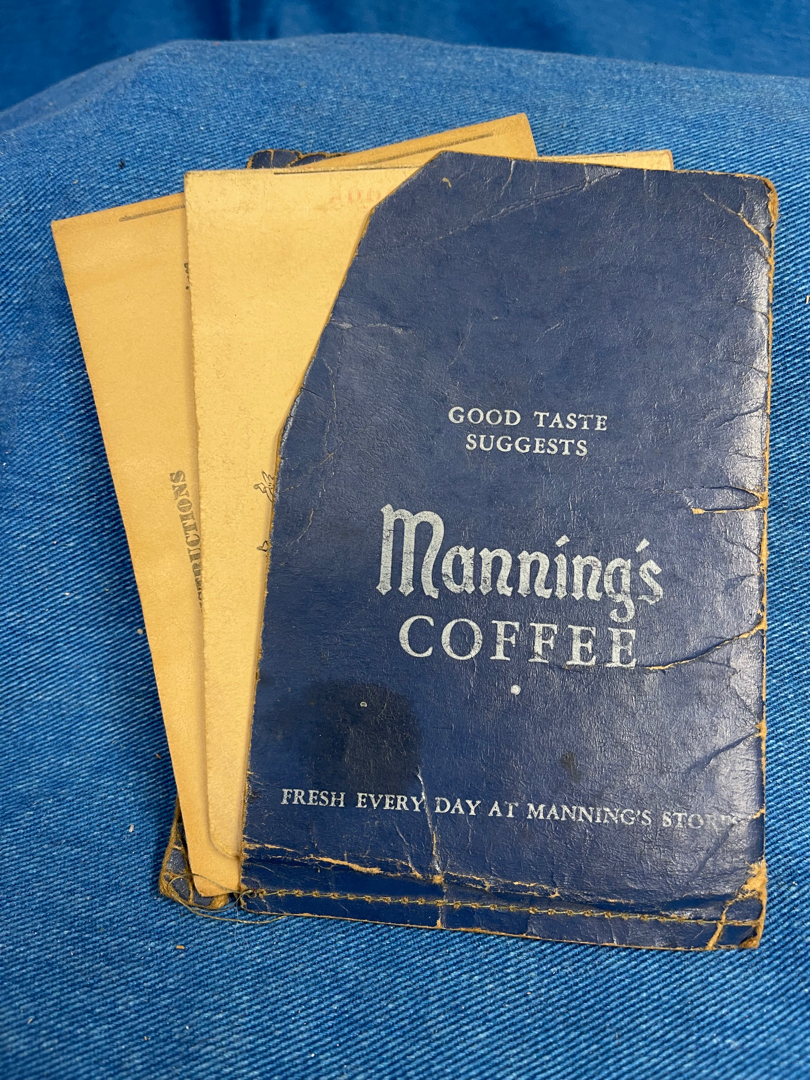 GOOD TASTE
SUGGESTS
Manning's
COFFEE
FRESH EVERY DAY AT MANNING'S STORES